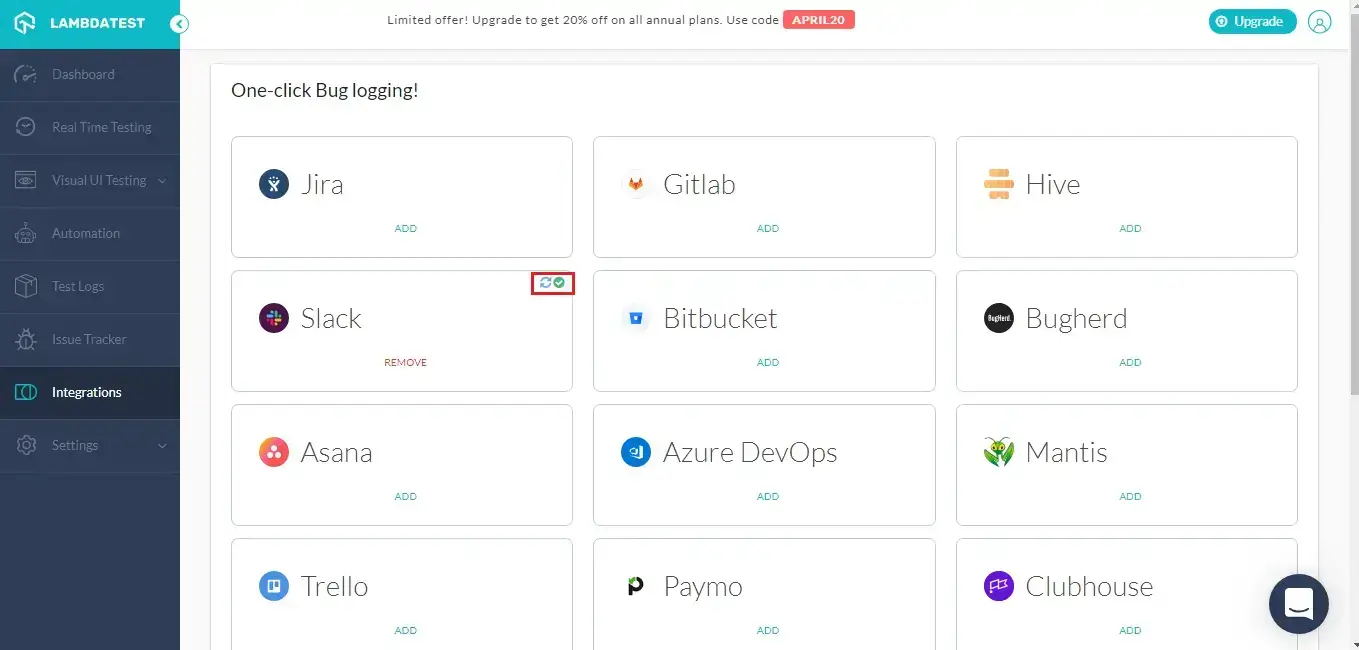 LAMBDATEST
Limited offer! Upgrade to get 20% off on all annual plans. Use code APRIL20
Upgrade
Dashboard
Real Time Testing
Visual UI Testing
Automation
Test Logs
Issue Tracker
Integrations
Settings
One-click Bug logging!
Jira
ADD
Gitlab
ADD
Hive
ADD
Slack
REMOVE
Bitbucket
ADD
BugHerd.
Bugherd
ADD
Asana
ADD
Azure DevOps
ADD
Mantis
ADD
Trello
ADD
Paymo
ADD
Clubhouse
ADD